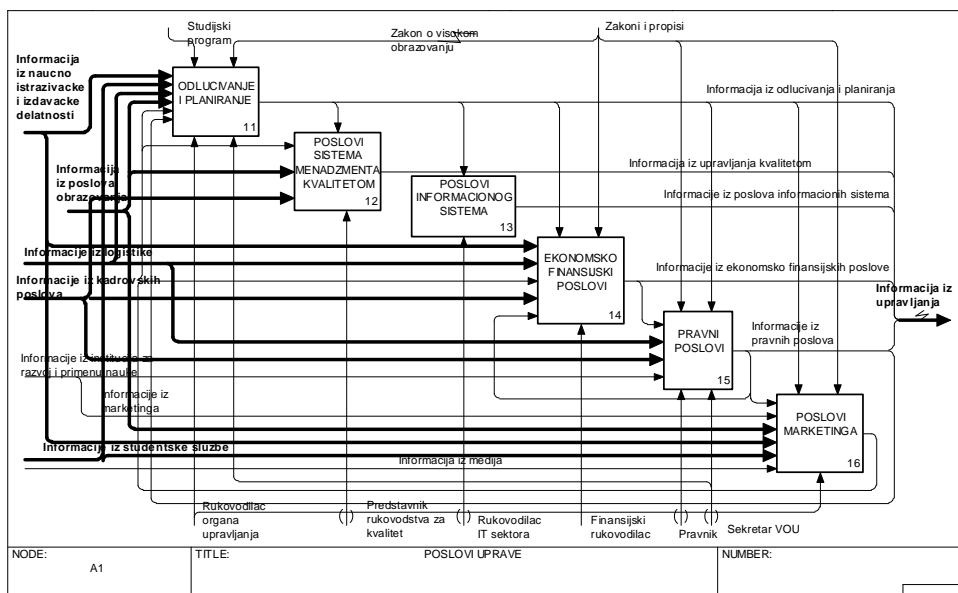 Studijski
program
Zakon o visokom
obrazovanju
Zakoni i propisi
Informacija
iz naucno
istrazivacke
i izdavacke
delatnosti
ODLUCIVANJE
I PLANIRANJE
11
Informacija iz odlucivanja i planiranja
POSLOVI
SISTEMA
MENADZMENTA
KVALITETOM
12
Informacija iz upravljanja kvalitetom
Informacija
iz poslova
obrazovanja
POSLOVI
INFORMACIONOG
SISTEMA
13
Informacije iz poslova informacionih sistema
Informacije iz logistike
EKONOMSKO
FINANSIJSKI
POSLOVI
14
Informacije iz ekonomsko finansijskih poslove
Informacije iz kadrovskih
poslova
Informacija iz
upravljanja
PRAVNI
POSLOVI
15
Informacije iz
pravnih poslova
Informacije iz instituta za
razvoj i primenu nauke
Informacije iz
marketinga
POSLOVI
MARKETINGA
16
Informacije iz studentske sluzbe
Informacija iz medija
Rukovodilac
organa
upravljanja
Predstavnik
rukovodstva za
kvalitet
Rukovodilac
IT sektora
Finansijski
rukovodilac
Pravnik
Sekretar VOU
NODE:
A1
TITLE:
POSLOVI UPRAVE
NUMBER: